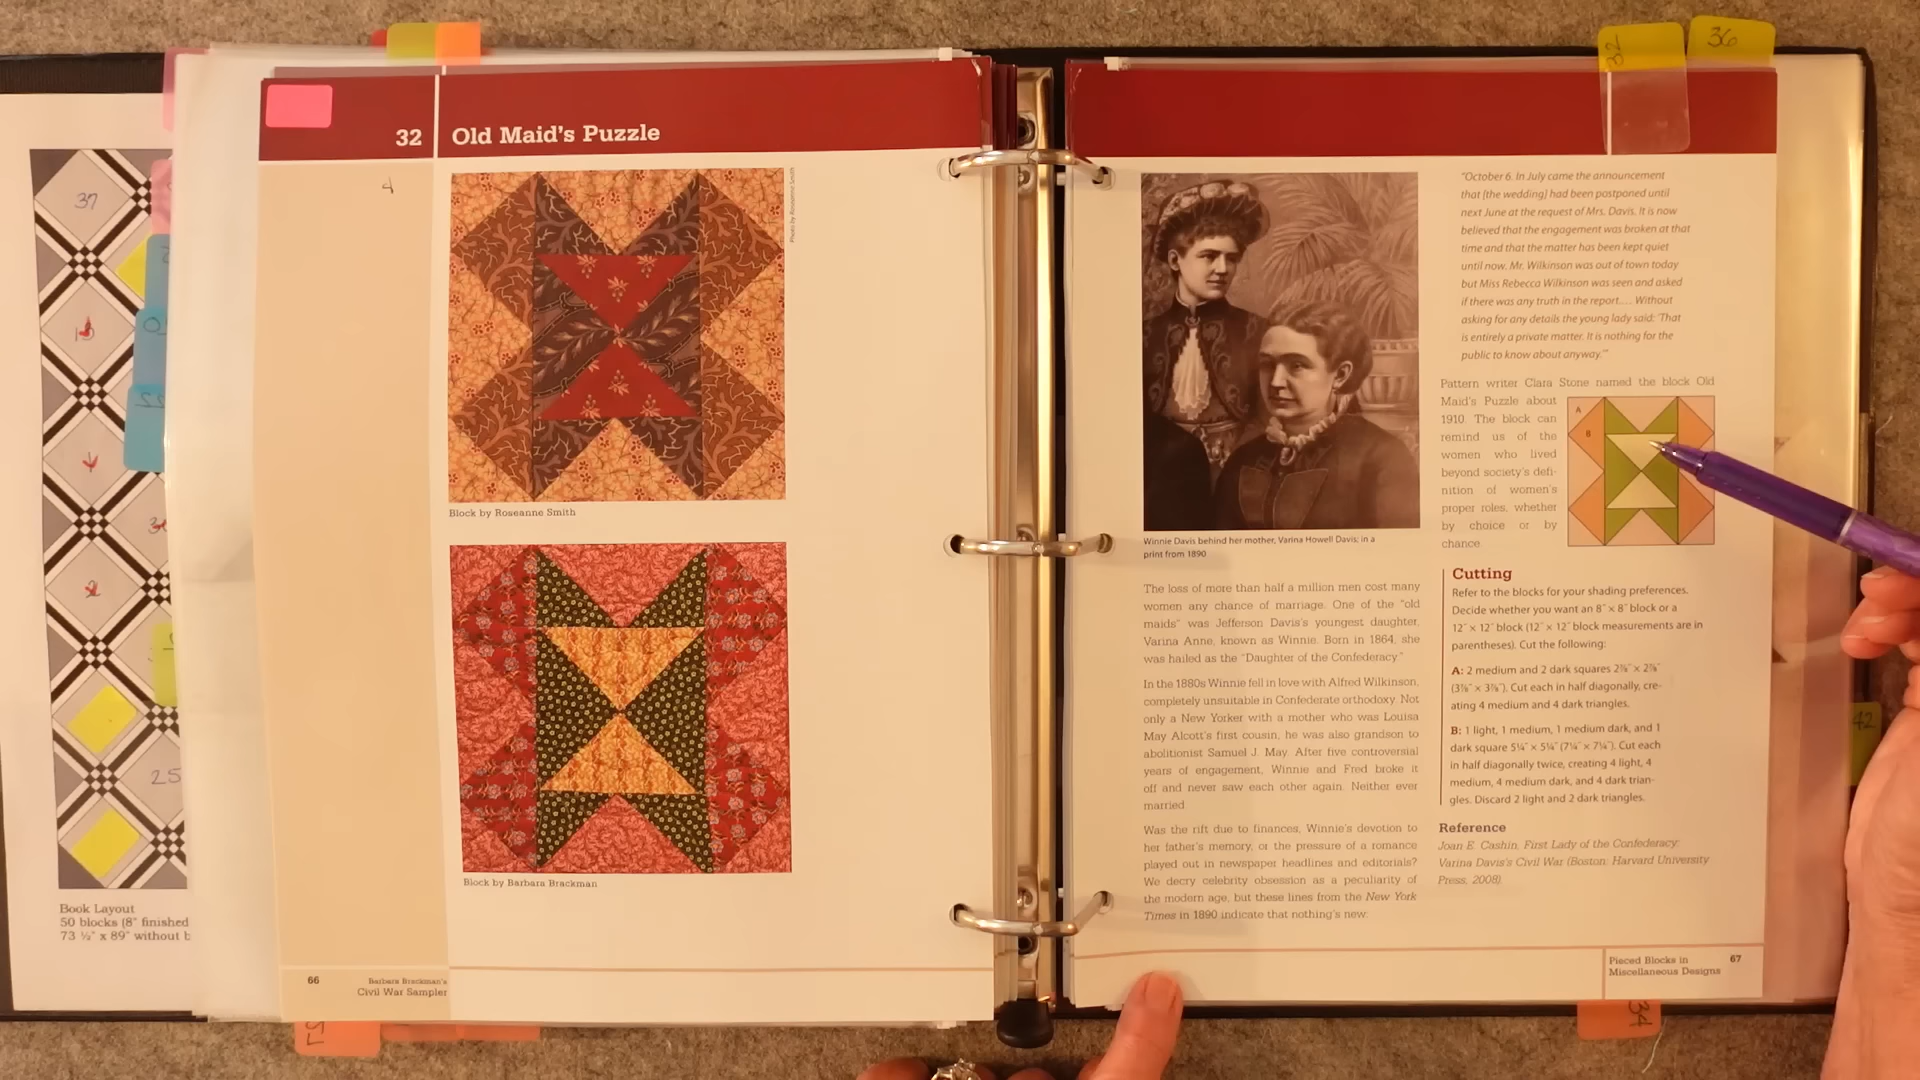 32
36
37
25
Book Layout
50 blocks (8" finished
73 ½" x 89" without b
32 Old Maid's Puzzle
4
Photo by Roseanne Smith
Block by Roseanne Smith
Block by Barbara Brackman
66
Barbara Brackman's
Civil War Sampler
57
Winnie Davis behind her mother, Varina Howell Davis; in a
print from 1890
The loss of more than half a million men cost many
women any chance of marriage. One of the "old
maids" was Jefferson Davis's youngest daughter,
Varina Anne, known as Winnie. Born in 1864, she
was hailed as the "Daughter of the Confederacy."
In the 1880s Winnie fell in love with Alfred Wilkinson,
completely unsuitable in Confederate orthodoxy. Not
only a New Yorker with a mother who was Louisa
May Alcott's first cousin, he was also grandson to
abolitionist Samuel J. May. After five controversial
years of engagement, Winnie and Fred broke it
off and never saw each other again. Neither ever
married.
Was the rift due to finances, Winnie's devotion to
her father's memory, or the pressure of a romance
played out in newspaper headlines and editorials?
We decry celebrity obsession as a peculiarity of
the modern age, but these lines from the New York
Times in 1890 indicate that nothing's new:
"October 6. In July came the announcement
that [the wedding] had been postponed until
next June at the request of Mrs. Davis. It is now
believed that the engagement was broken at that
time and that the matter has been kept quiet
until now. Mr. Wilkinson was out of town today
but Miss Rebecca Wilkinson was seen and asked
if there was any truth in the report..... Without
asking for any details the young lady said: 'That
is entirely a private matter. It is nothing for the
public to know about anyway.'"
Pattern writer Clara Stone named the block Old
Maid's Puzzle about
1910. The block can
remind us of the
women who lived
beyond society's defi-
nition of women's
proper roles, whether
by choice or by
chance.
A
B
Cutting
Refer to the blocks for your shading preferences.
Decide whether you want an 8" × 8" block or a
12" × 12" block (12" × 12" block measurements are in
parentheses). Cut the following:
A: 2 medium and 2 dark squares 2⅞" × 2⅞"
(3⅞" × 3⅞"). Cut each in half diagonally, cre-
ating 4 medium and 4 dark triangles.
B: 1 light, 1 medium, 1 medium dark, and 1
dark square 5¼" × 5¼" (7¼" × 7¼"). Cut each
in half diagonally twice, creating 4 light, 4
medium, 4 medium dark, and 4 dark trian-
gles. Discard 2 light and 2 dark triangles.
Reference
Joan E. Cashin, First Lady of the Confederacy:
Varina Davis's Civil War (Boston: Harvard University
Press, 2008).
Pieced Blocks in
Miscellaneous Designs
67
42
34